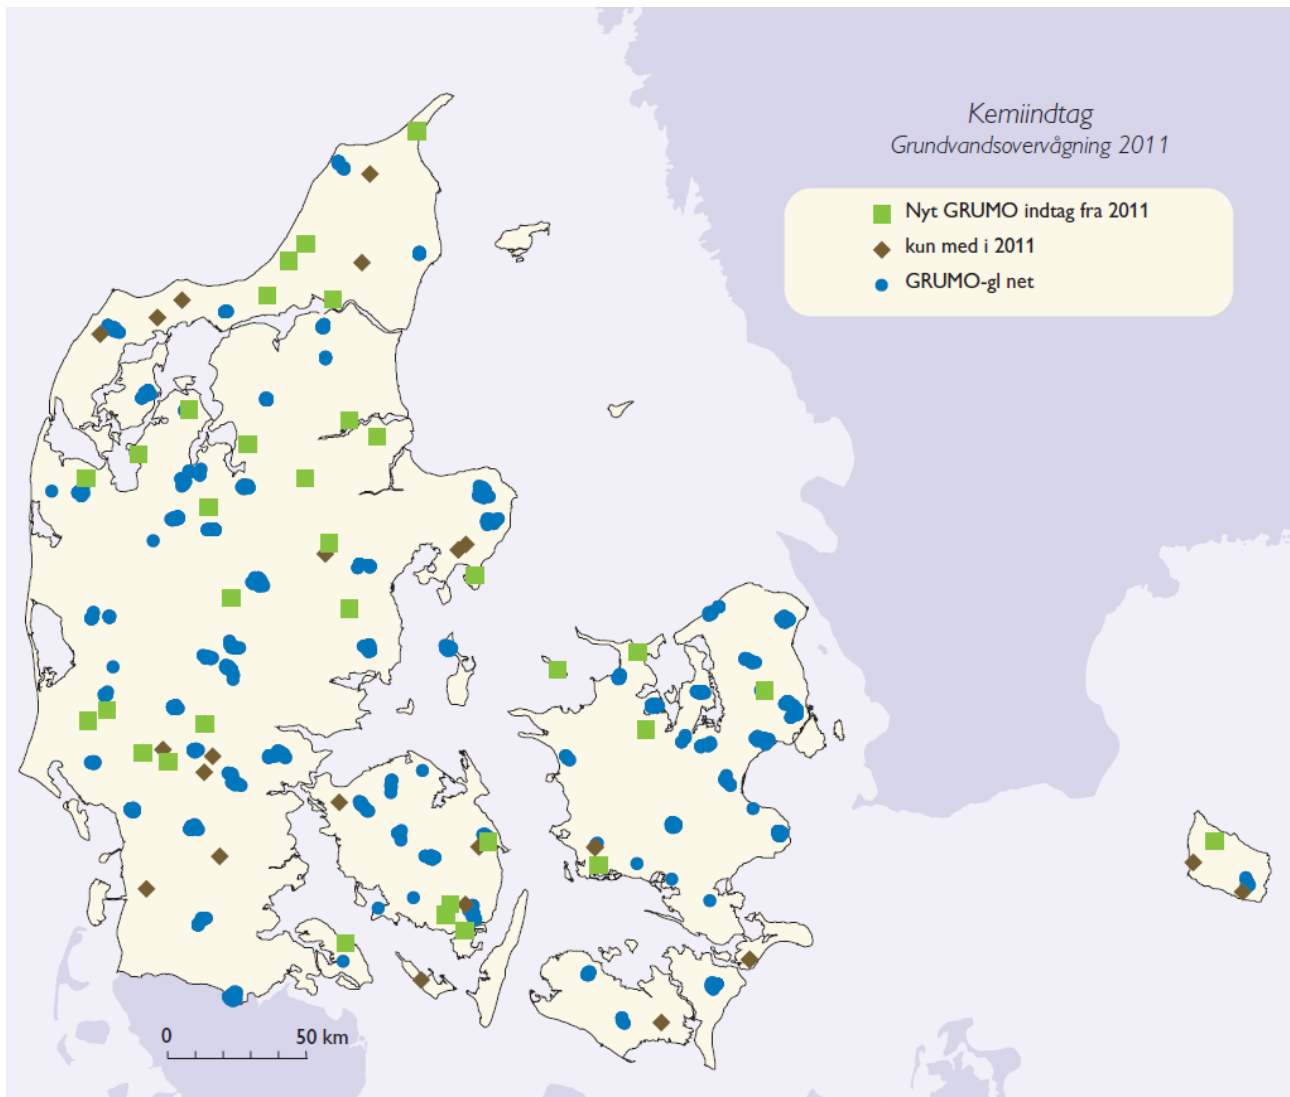 Kemiindtag
Grundvandsovervågning 2011
Nyt GRUMO indtag fra 2011
kun med i 2011
GRUMO-gl net
0 50 km